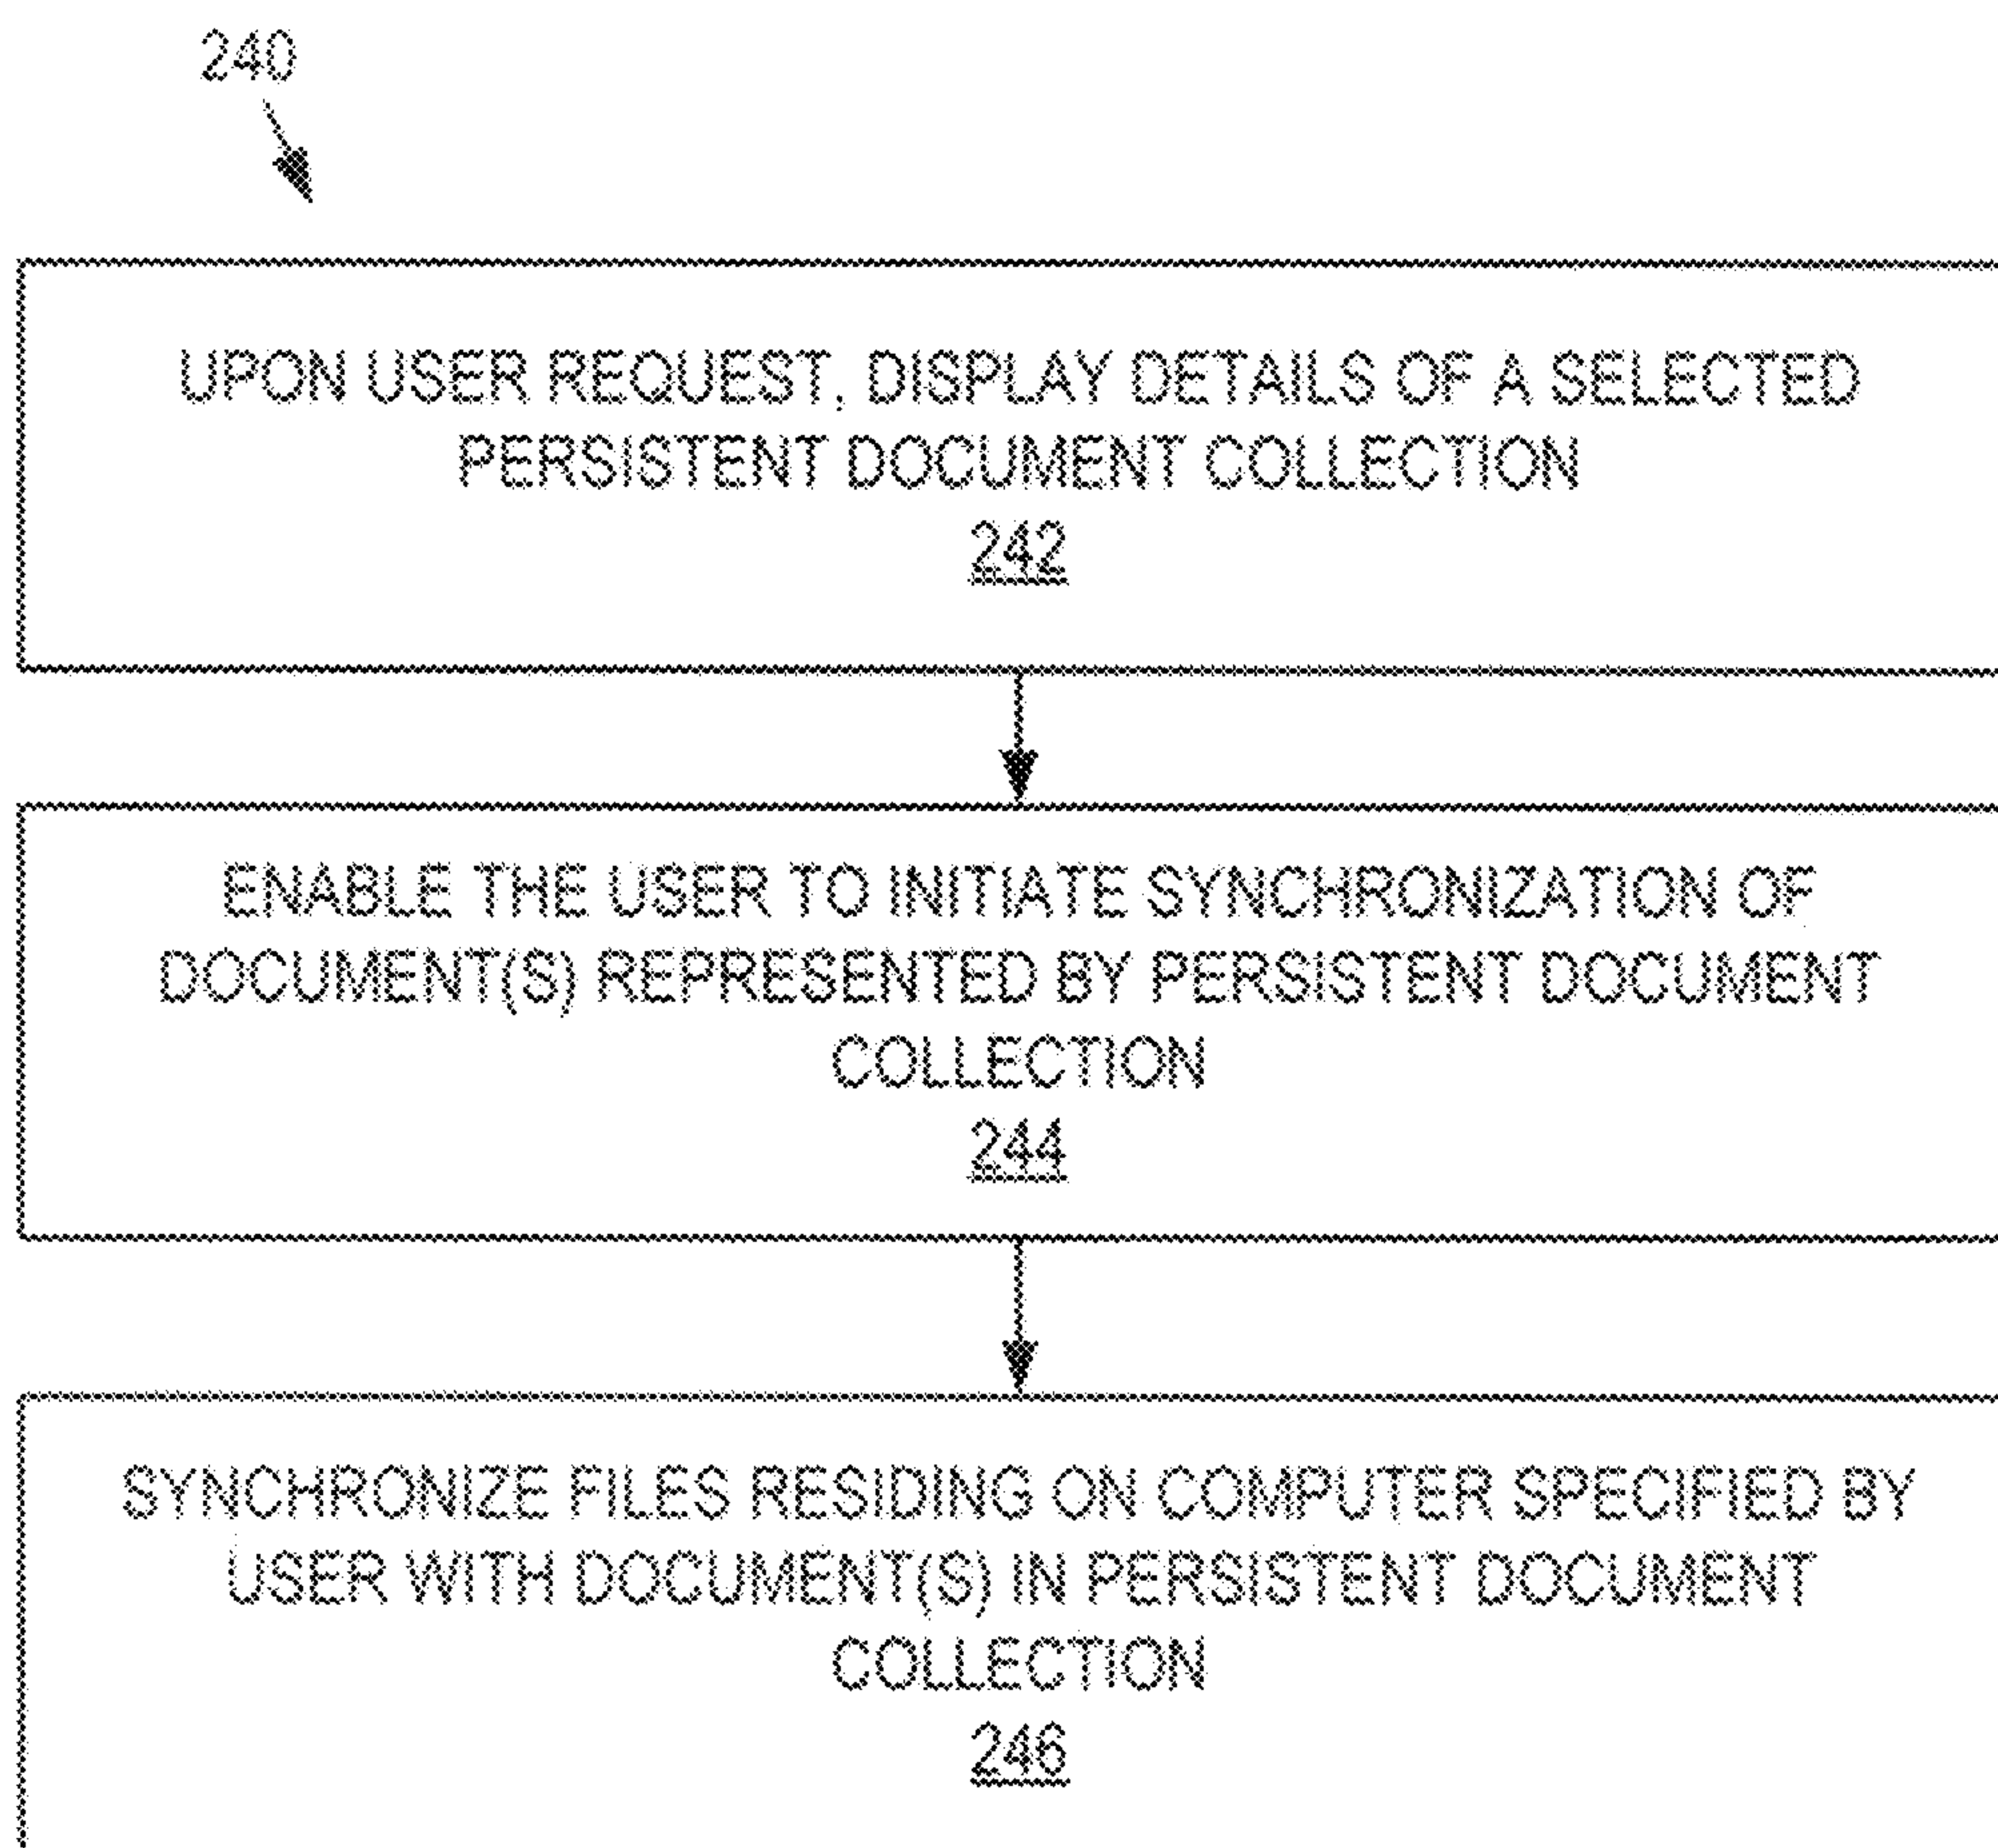 240
UPON USER REQUEST, DISPLAY DETAILS OF A SELECTED
PERSISTENT DOCUMENT COLLECTION
242
ENABLE THE USER TO INITIATE SYNCHRONIZATION OF
DOCUMENT(S) REPRESENTED BY PERSISTENT DOCUMENT
COLLECTION
244
SYNCHRONIZE FILES RESIDING ON COMPUTER SPECIFIED BY
USER WITH DOCUMENT(S) IN PERSISTENT DOCUMENT
COLLECTION
246